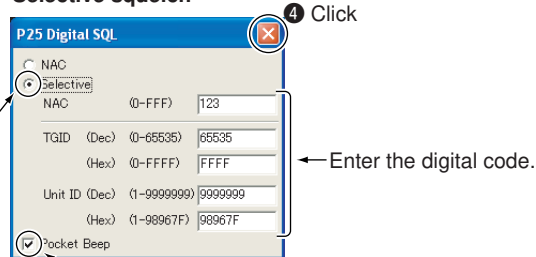 Selective squelch
❹ Click
P25 Digital SQL
NAC
Selective
NAC (0-FFF) 123
TGID (Dec) (0-65535) 65535
(Hex) (0-FFFF) FFFF
Enter the digital code.
Unit ID (Dec) (1-9999999) 9999999
(Hex) (1-98967F) 98967F
Pocket Beep